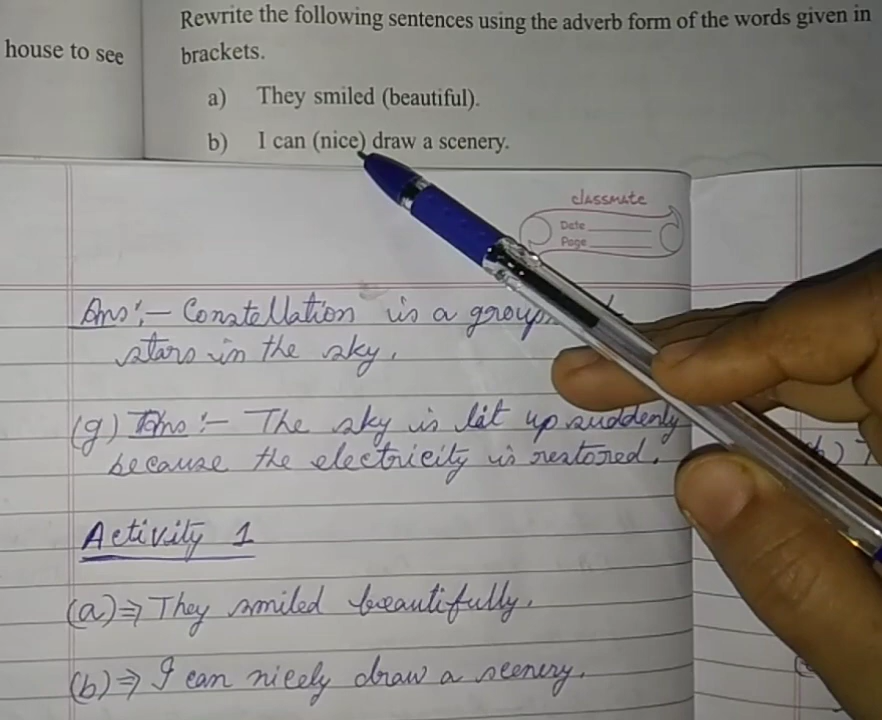 house to see
Rewrite the following sentences using the adverb form of the words given in
brackets.
a) They smiled (beautiful).
b) I can (nice) draw a scenery.
classmate
Date
Page
Ans:- Constellation is a group
stars in the sky.
(g) Ans:- The sky is lit up suddenly
because the electricity is restored.
Activity 1
(a)⇒ They smiled beautifully.
(b)⇒ I can nicely draw a scenery.